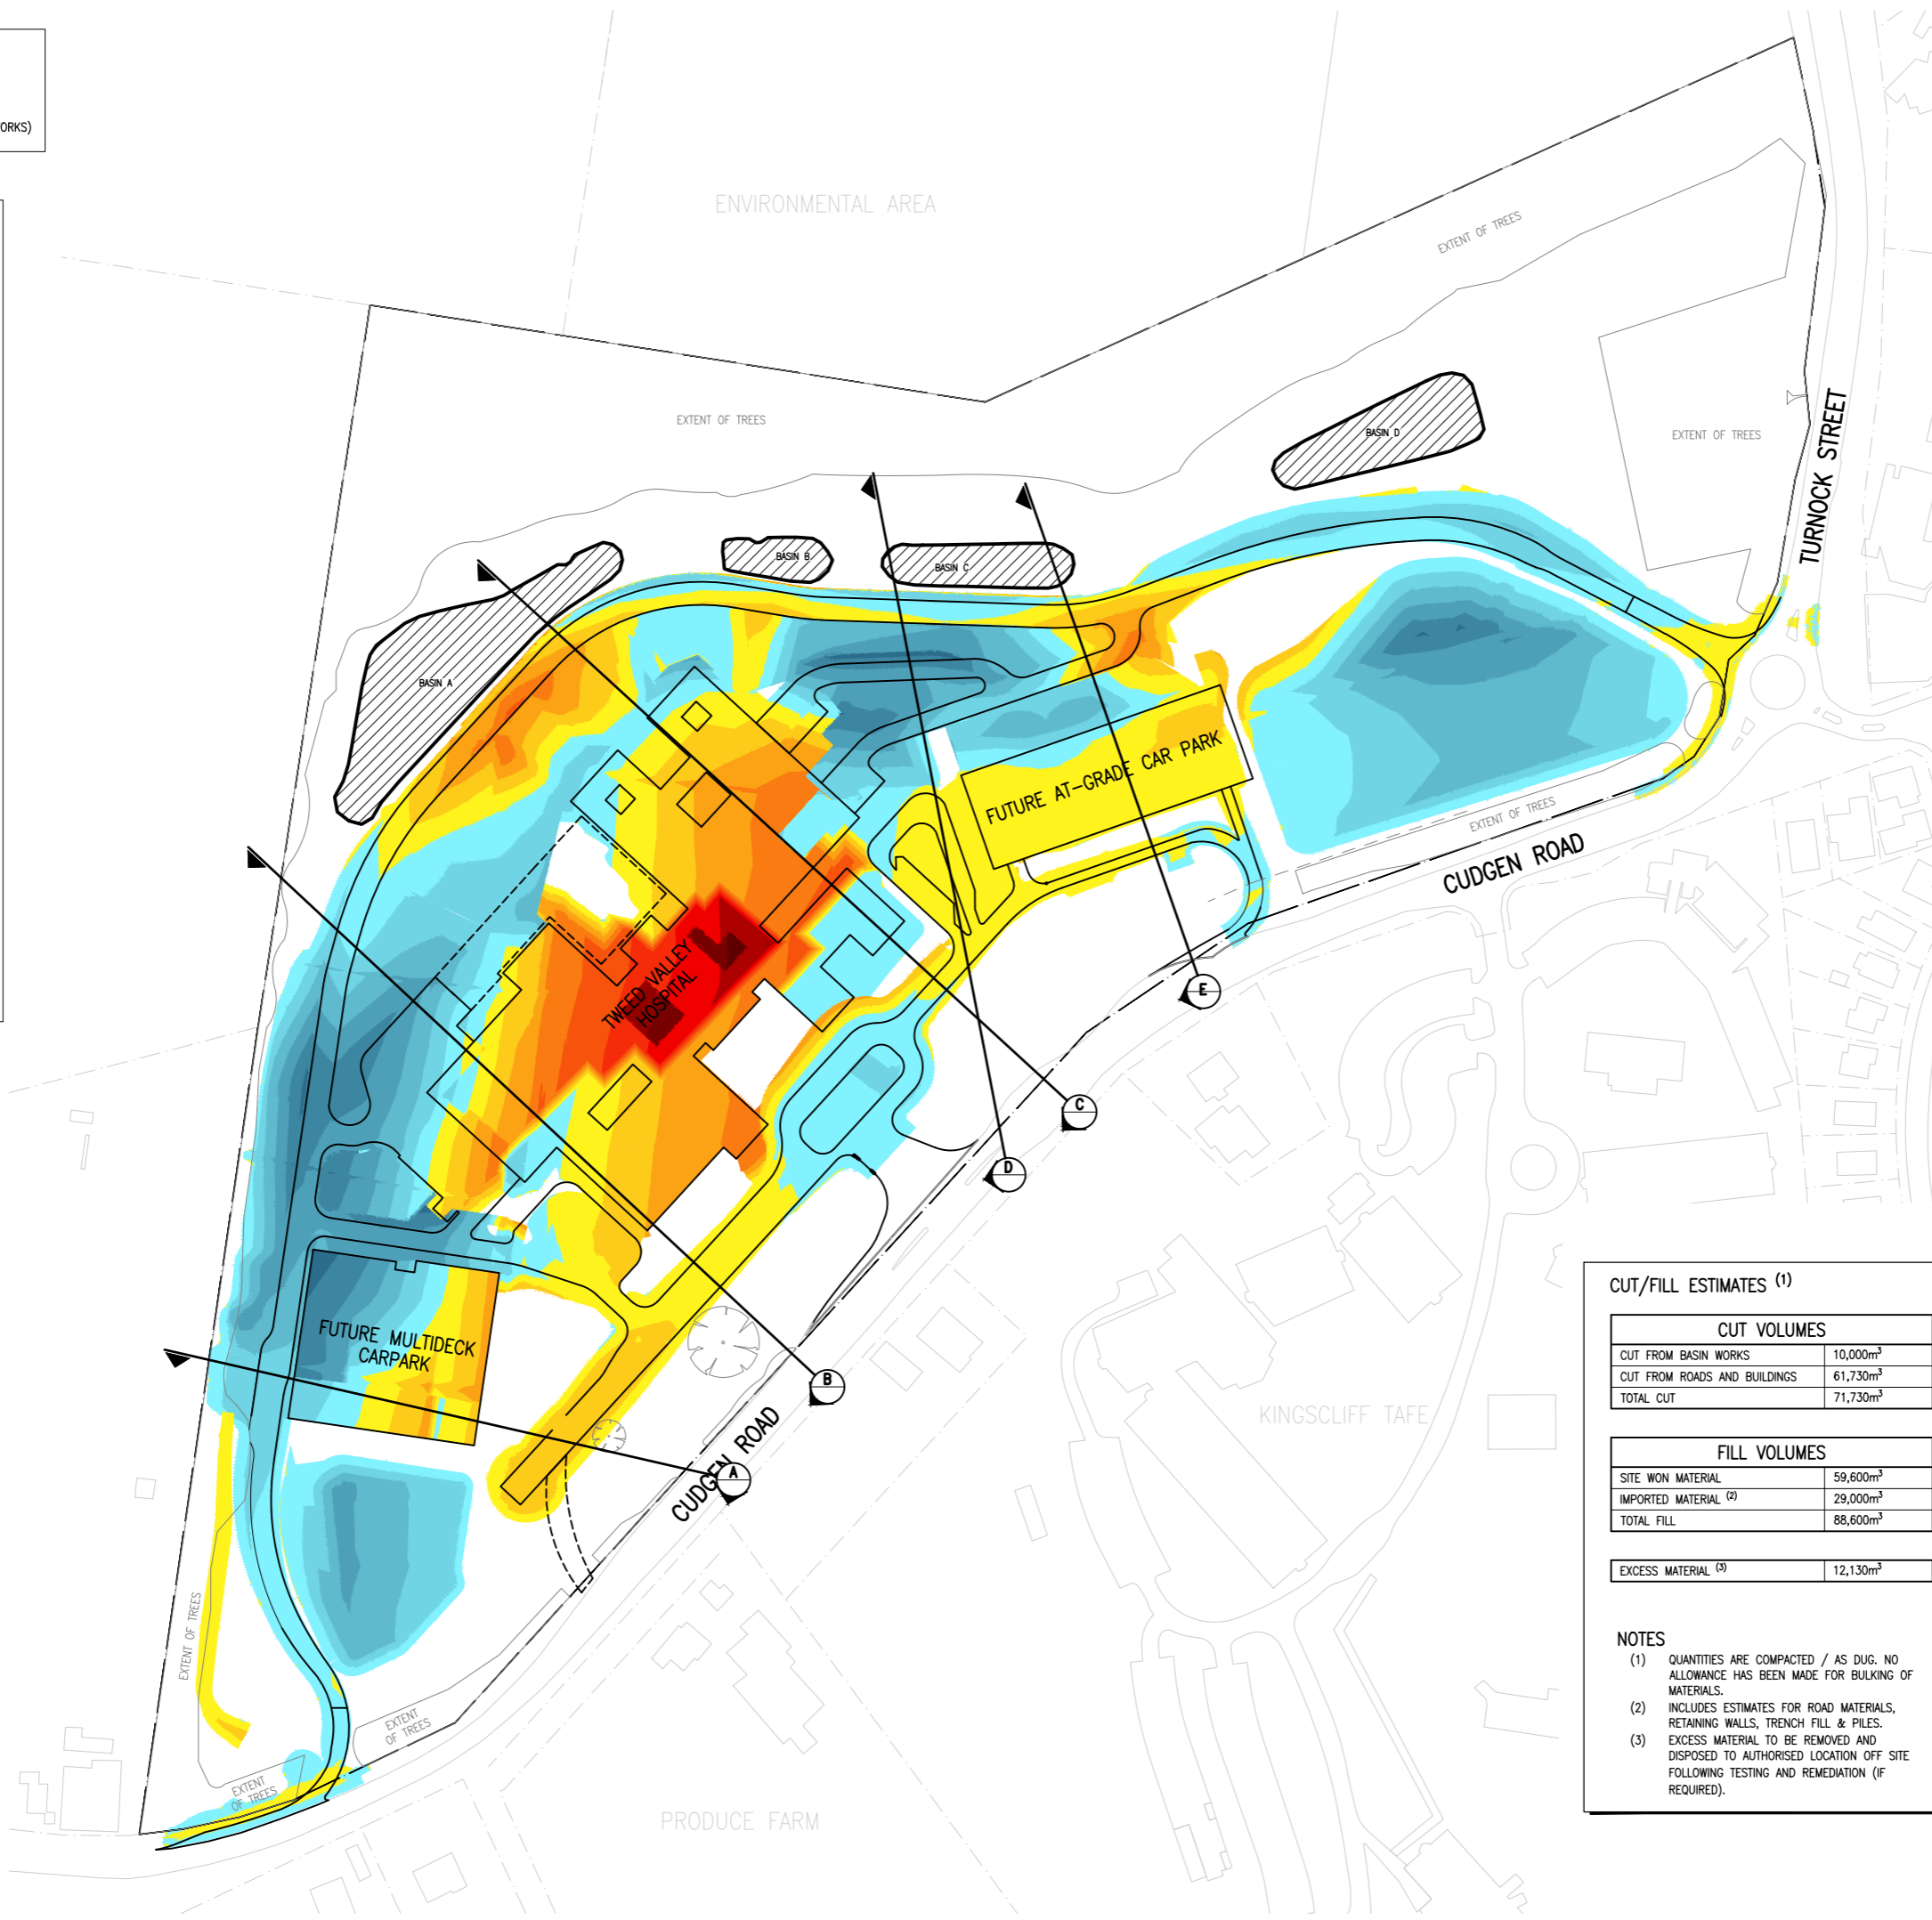 ORKS)
ENVIRONMENTAL AREA
EXTENT OF TREES
EXTENT OF TREES
EXTENT OF TREES
BASIN D
TURNOCK STREET
BASIN B
BASIN C
BASIN A
FUTURE AT-GRADE CAR PARK
EXTENT OF TREES
CUDGEN ROAD
TWEED VALLEY
HOSPITAL
E
C
D
FUTURE MULTIDECK
CARPARK
B
A
CUDGEN ROAD
KINGSCLIFF TAFE
EXTENT OF TREES
EXTENT
OF TREES
EXTENT
OF TREES
PRODUCE FARM
CUT/FILL ESTIMATES (1)
CUT VOLUMES
CUT FROM BASIN WORKS 10,000m³
CUT FROM ROADS AND BUILDINGS 61,730m³
TOTAL CUT 71,730m³
FILL VOLUMES
SITE WON MATERIAL 59,600m³
IMPORTED MATERIAL (2) 29,000m³
TOTAL FILL 88,600m³
EXCESS MATERIAL (3) 12,130m³
NOTES
(1) QUANTITIES ARE COMPACTED / AS DUG. NO
ALLOWANCE HAS BEEN MADE FOR BULKING OF
MATERIALS.
(2) INCLUDES ESTIMATES FOR ROAD MATERIALS,
RETAINING WALLS, TRENCH FILL & PILES.
(3) EXCESS MATERIAL TO BE REMOVED AND
DISPOSED TO AUTHORISED LOCATION OFF SITE
FOLLOWING TESTING AND REMEDIATION (IF
REQUIRED).